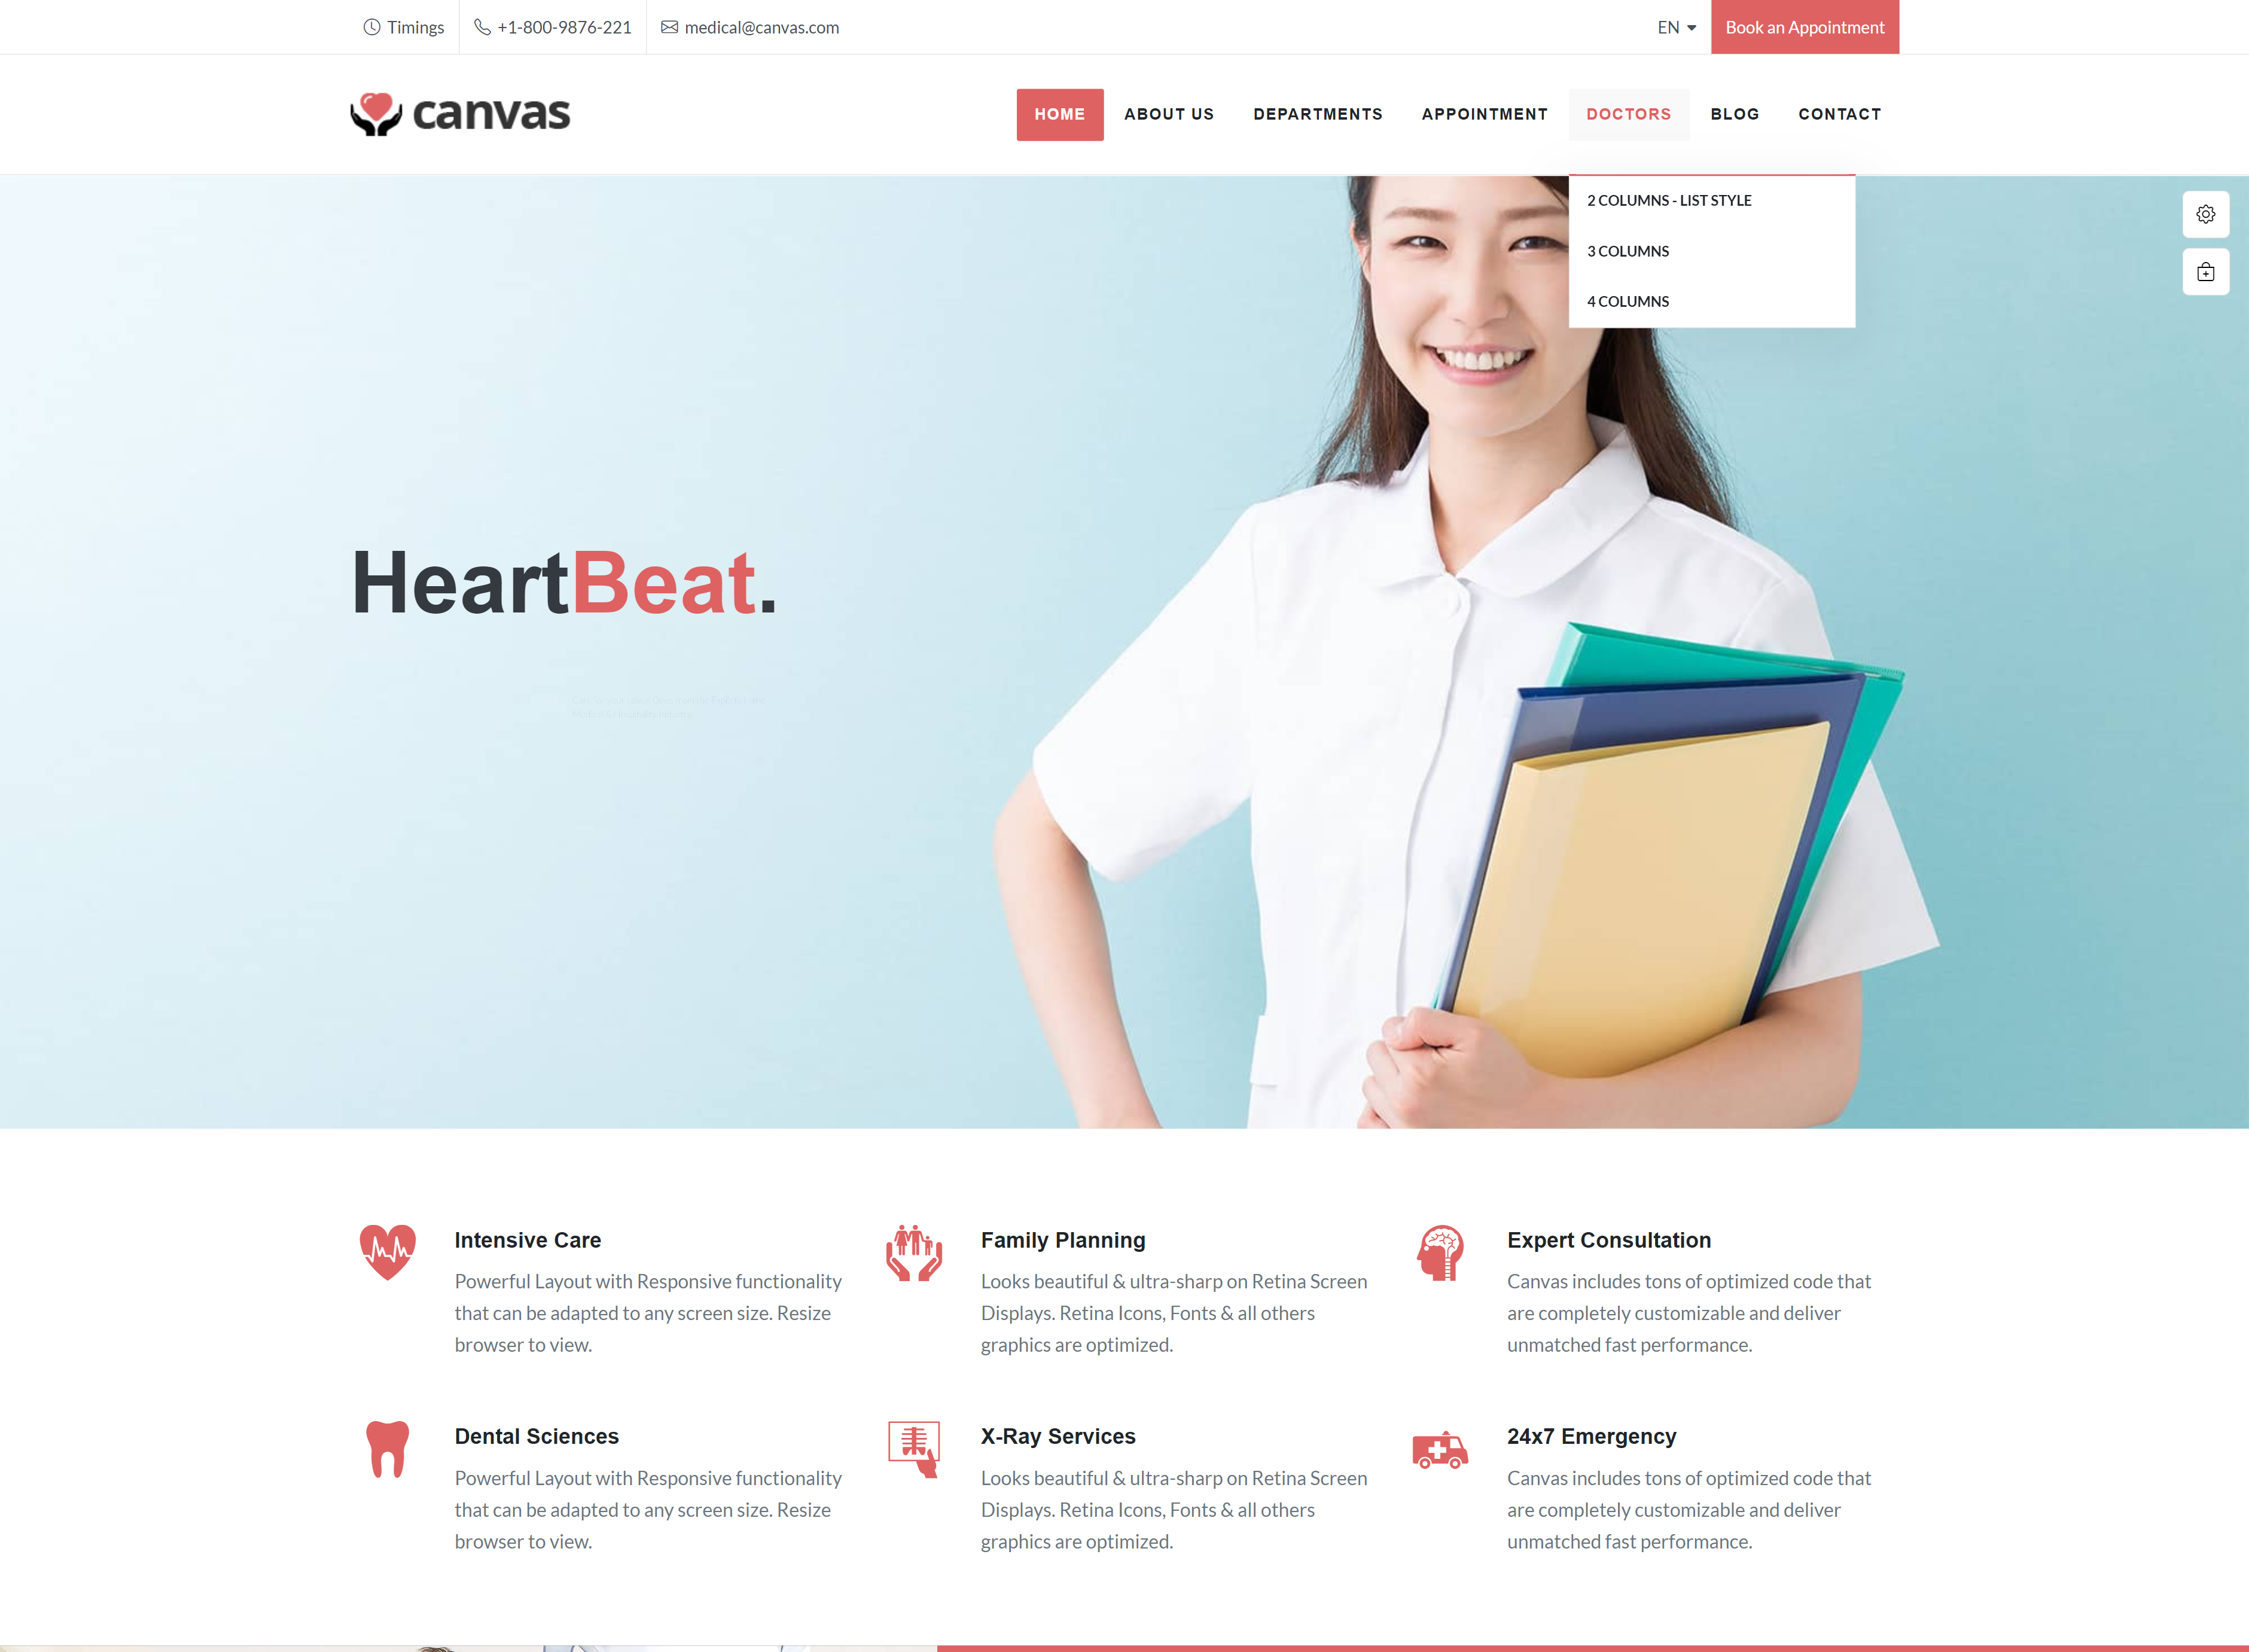 Timings
+1-800-9876-221
medical@canvas.com
EN
Book an Appointment
canvas
HOME
ABOUT US
DEPARTMENTS
APPOINTMENT
DOCTORS
BLOG
CONTACT
2 COLUMNS - LIST STYLE
3 COLUMNS
4 COLUMNS
HeartBeat.
Intensive Care
Powerful Layout with Responsive functionality
that can be adapted to any screen size. Resize
browser to view.
Family Planning
Looks beautiful & ultra-sharp on Retina Screen
Displays. Retina Icons, Fonts & all others
graphics are optimized.
Expert Consultation
Canvas includes tons of optimized code that
are completely customizable and deliver
unmatched fast performance.
Dental Sciences
Powerful Layout with Responsive functionality
that can be adapted to any screen size. Resize
browser to view.
X-Ray Services
Looks beautiful & ultra-sharp on Retina Screen
Displays. Retina Icons, Fonts & all others
graphics are optimized.
24x7 Emergency
Canvas includes tons of optimized code that
are completely customizable and deliver
unmatched fast performance.